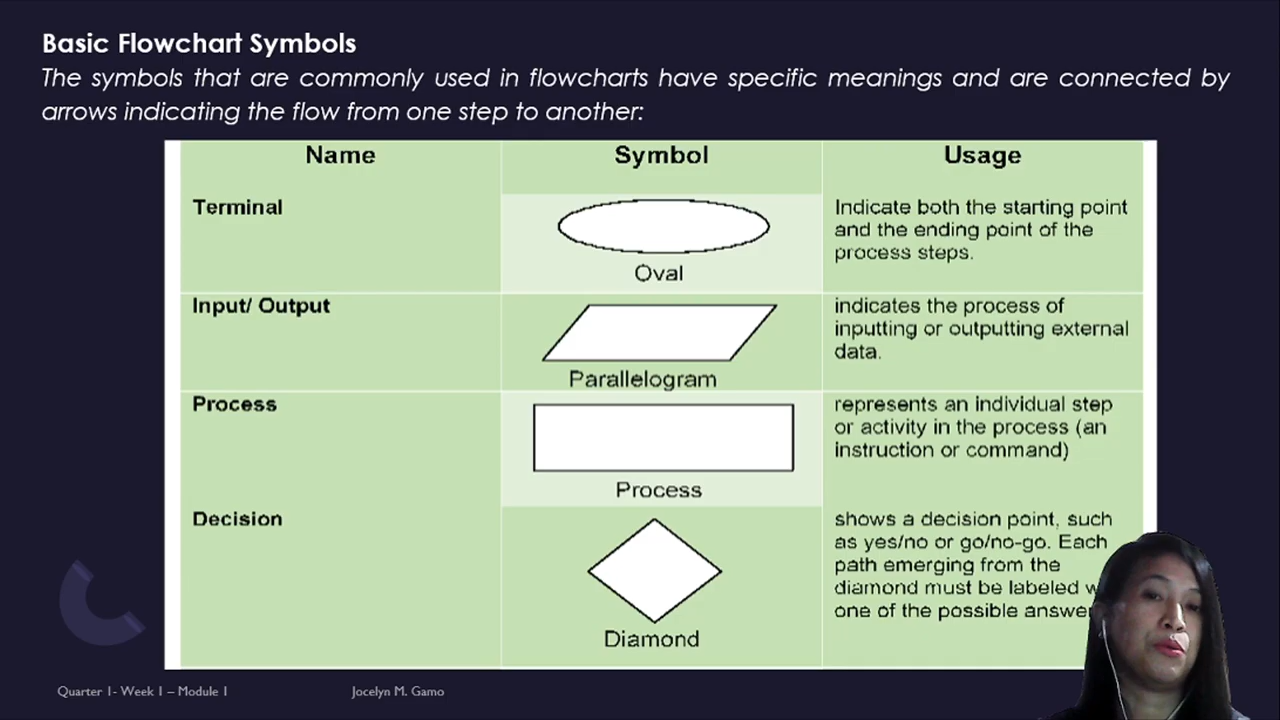 Basic Flowchart Symbols
The symbols that are commonly used in flowcharts have specific meanings and are connected by
arrows indicating the flow from one step to another:
Name Symbol Usage
Terminal
Oval
Indicate both the starting point
and the ending point of the
process steps.
Input/ Output
Parallelogram
indicates the process of
inputting or outputting external
data.
Process
Process
represents an individual step
or activity in the process (an
instruction or command)
Decision
Diamond
shows a decision point, such
as yes/no or go/no-go. Each
path emerging from the
diamond must be labeled
one of the possible
Quarter 1- Week 1 – Module 1 Jocelyn M. Gamo